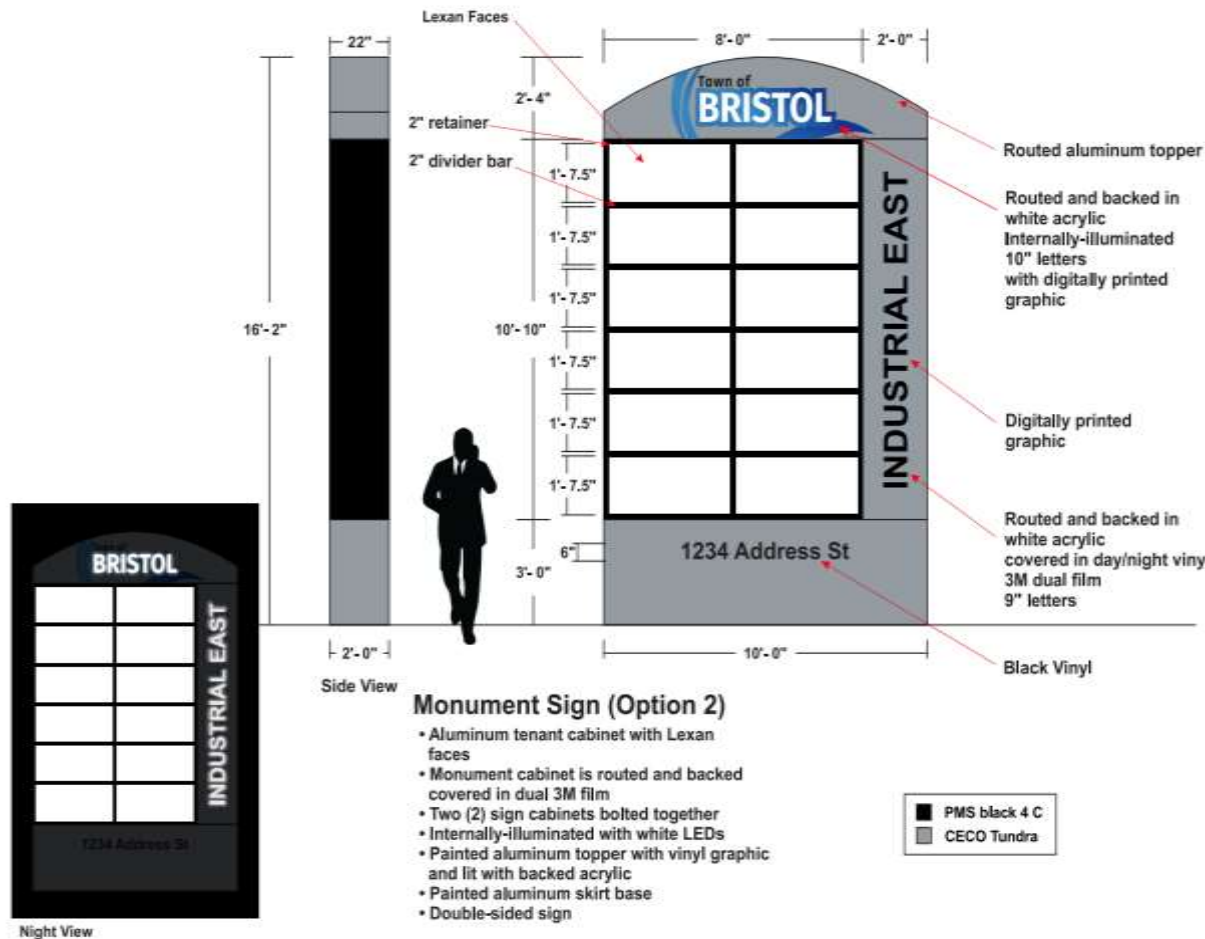 Lexan Faces
22"
8'- 0"
2'- 0"
2'- 4"
Town of
BRISTOL
2" retainer
2" divider bar
Routed aluminum topper
1'- 7.5"
1'- 7.5"
1'- 7.5"
1'- 7.5"
1'- 7.5"
1'- 7.5"
16'- 2"
10'- 10"
INDUSTRIAL EAST
Routed and backed in
white acrylic
Internally-illuminated
10" letters
with digitally printed
graphic
Digitally printed
graphic
Routed and backed in
white acrylic
covered in day/night viny
3M dual film
9" letters
6"
3'- 0"
1234 Address St
Black Vinyl
2'- 0"
10'- 0"
Side View
Monument Sign (Option 2)
• Aluminum tenant cabinet with Lexan
faces
• Monument cabinet is routed and backed
covered in dual 3M film
• Two (2) sign cabinets bolted together
• Internally-illuminated with white LEDs
• Painted aluminum topper with vinyl graphic
and lit with backed acrylic
• Painted aluminum skirt base
• Double-sided sign
PMS black 4 C
CECO Tundra
Town of
BRISTOL
INDUSTRIAL EAST
1234 Address St
Night View